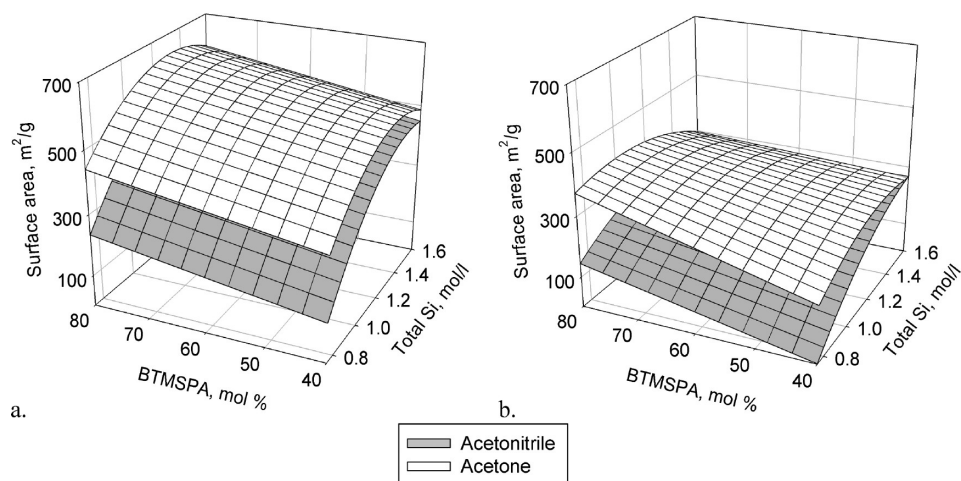 700
500
300
100
Surface area, m²/g
80
70
60
50
40
BTMSPA, mol %
0.8
1.0
1.2
1.4
1.6
Total Si, mol/l
a.
700
500
300
100
Surface area, m²/g
80
70
60
50
40
BTMSPA, mol %
0.8
1.0
1.2
1.4
1.6
Total Si, mol/l
b.
Acetonitrile
Acetone